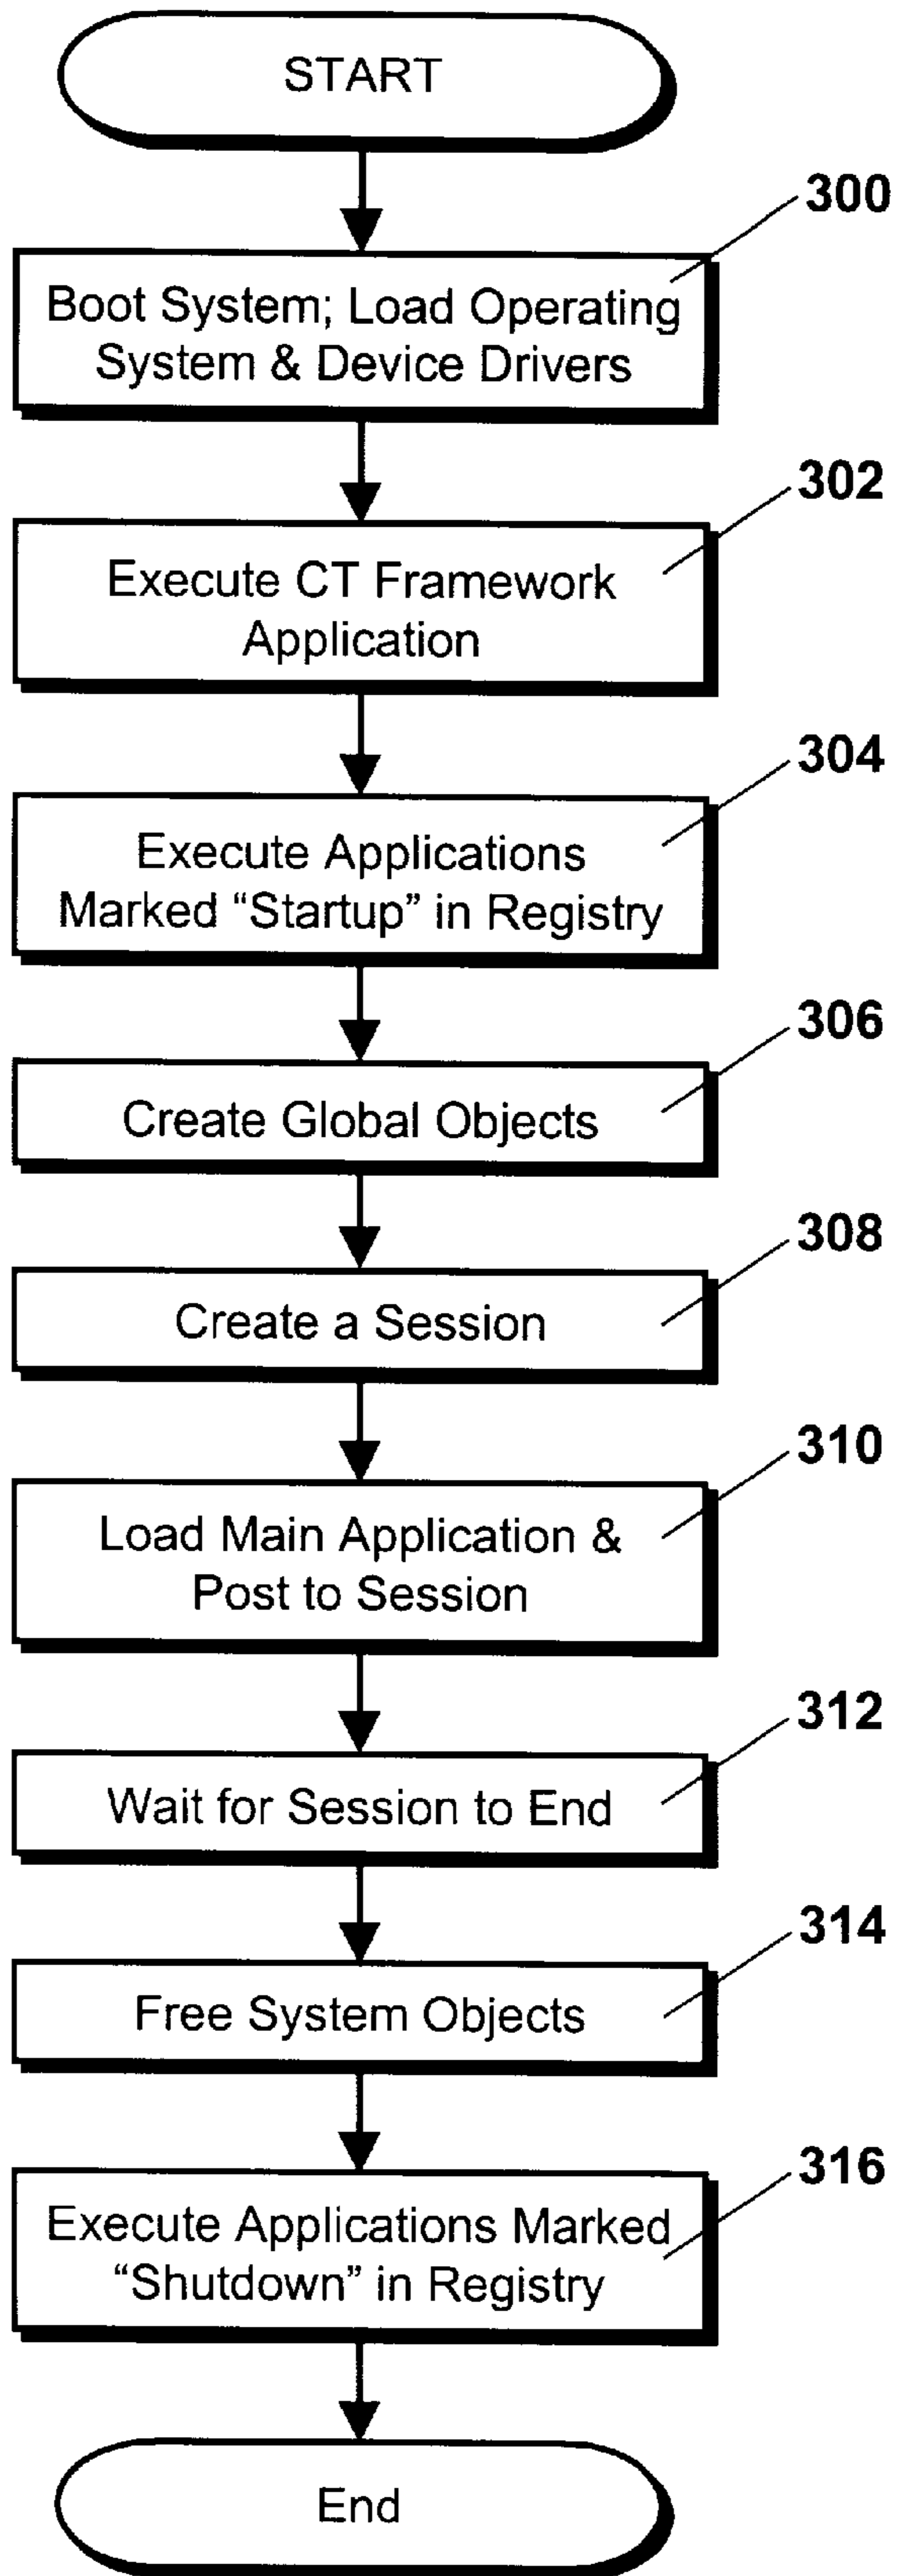 START
300
Boot System; Load Operating
System & Device Drivers
302
Execute CT Framework
Application
304
Execute Applications
Marked “Startup” in Registry
306
Create Global Objects
308
Create a Session
310
Load Main Application &
Post to Session
312
Wait for Session to End
314
Free System Objects
316
Execute Applications Marked
“Shutdown” in Registry
End